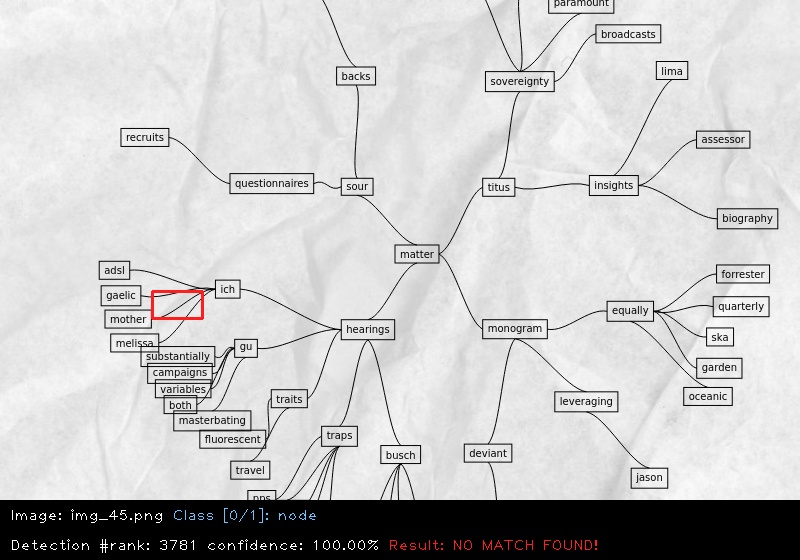 paramount
broadcasts
backs
sovereignty
lima
recruits
assessor
questionnaires
sour
titus
insights
biography
matter
adsl
forrester
ich
gaelic
mother
quarterly
equally
hearings
monogram
ska
melissa
gu
substantially
campaigns
garden
variables
oceanic
both
traits
leveraging
masterbating
fluorescent
traps
busch
deviant
travel
jason
pps
Image: img_45.png Class [0/1]: node
Detection #rank: 3781 confidence: 100.00% Result: NO MATCH FOUND!